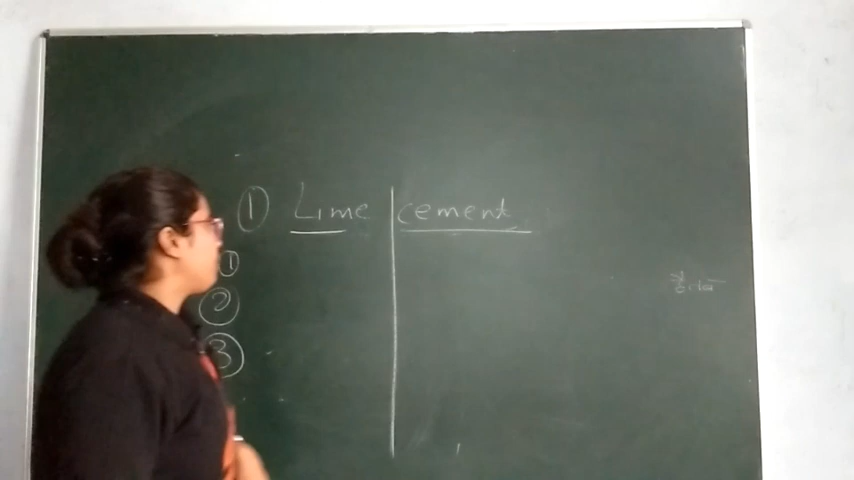 ① Lime cement
①
②
③